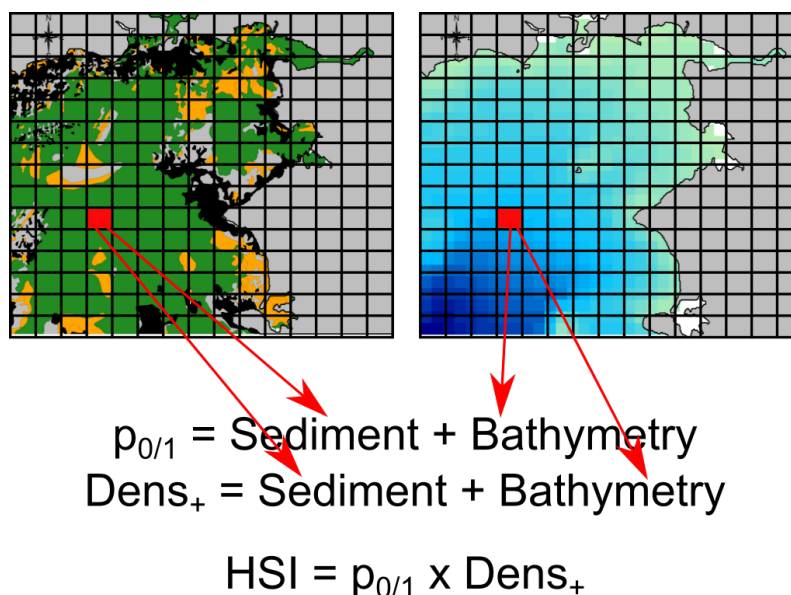 p₀/₁ = Sediment + Bathymetry
Dens₊ = Sediment + Bathymetry
HSI = p₀/₁ x Dens₊